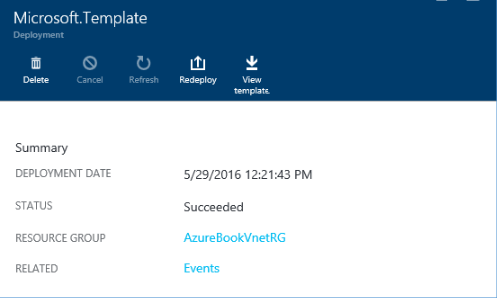 Microsoft.Template
Deployment
Delete Cancel Refresh Redeploy View
template.
Summary
DEPLOYMENT DATE 5/29/2016 12:21:43 PM
STATUS Succeeded
RESOURCE GROUP AzureBookVnetRG
RELATED Events